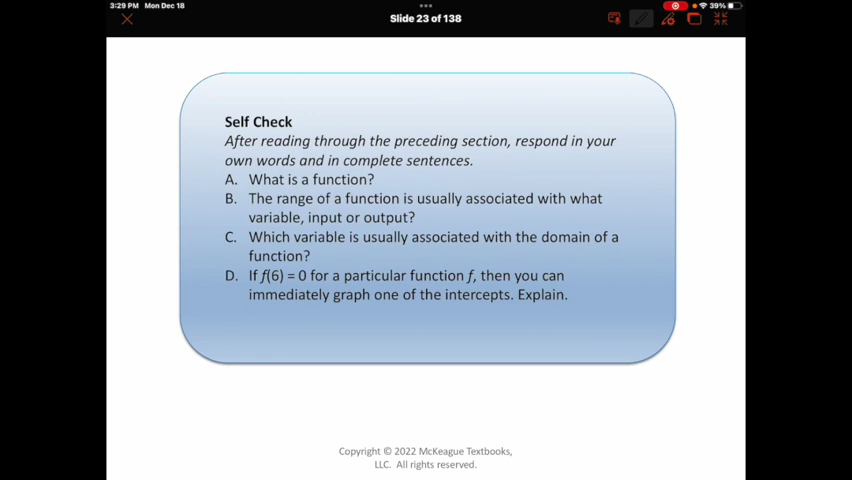 3:29 PM Mon Dec 18
39%
Slide 23 of 138
Self Check
After reading through the preceding section, respond in your
own words and in complete sentences.
A. What is a function?
B. The range of a function is usually associated with what
variable, input or output?
C. Which variable is usually associated with the domain of a
function?
D. If f(6) = 0 for a particular function f, then you can
immediately graph one of the intercepts. Explain.
Copyright © 2022 McKeague Textbooks,
LLC. All rights reserved.